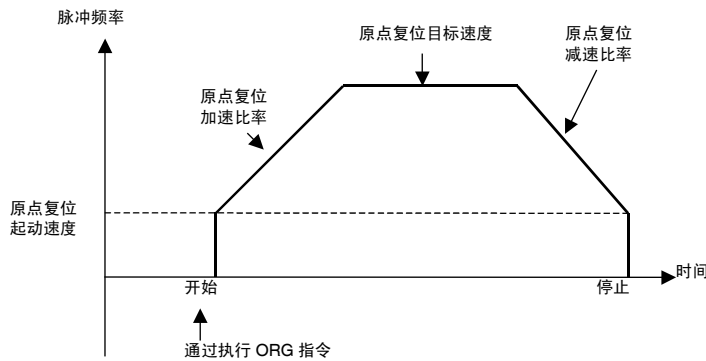 脉冲频率
原点复位目标速度
原点复位
减速比率
原点复位
加速比率
原点复位
起动速度
时间
开始
停止
通过执行 ORG 指令